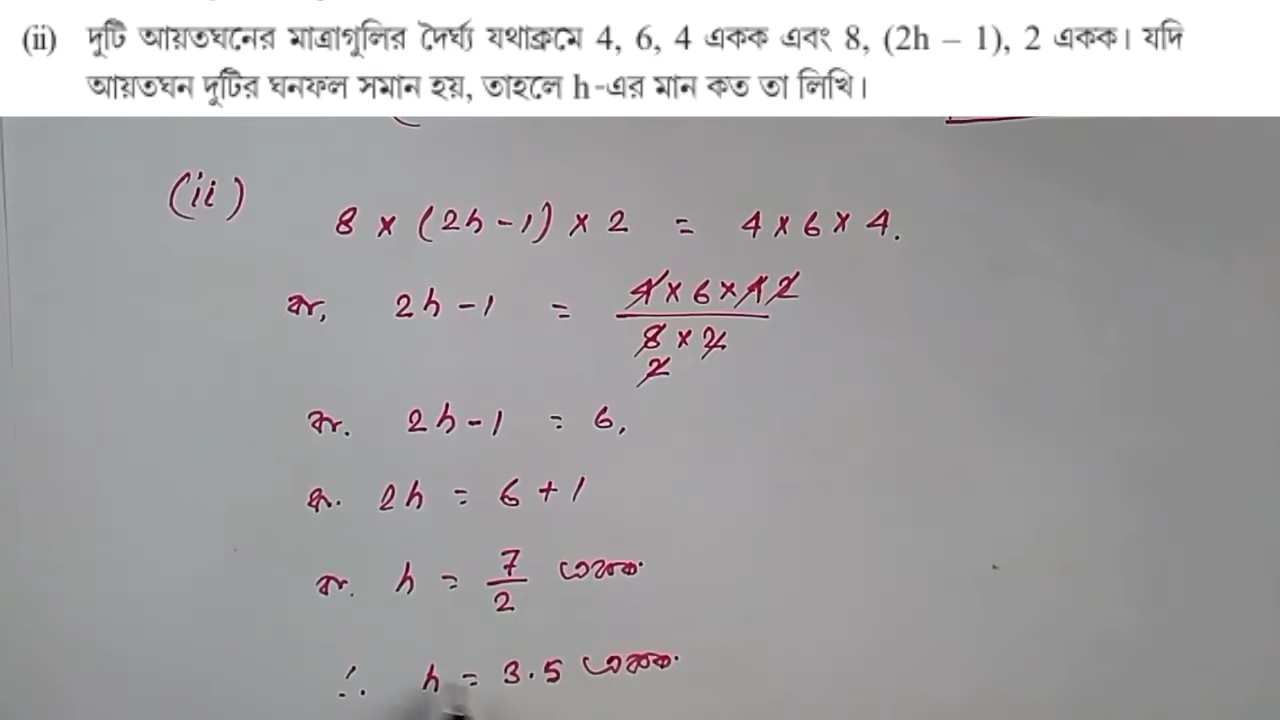 (ii) দুটি আয়তঘনের মাত্রাগুলির দৈর্ঘ্য যথাক্রমে 4, 6, 4 একক এবং 8, (2h – 1), 2 একক। যদি
আয়তঘন দুটির ঘনফল সমান হয়, তাহলে h-এর মান কত তা লিখি।
(ii)
8 × (2h - 1) × 2 = 4 × 6 × 4.
বা, 2h - 1 = 4 × 6 × 4 2
8 × 2
2
বা. 2h - 1 = 6,
বা. 2h = 6 + 1
বা. h = 7/2 একক.
∴ h = 3.5 একক.